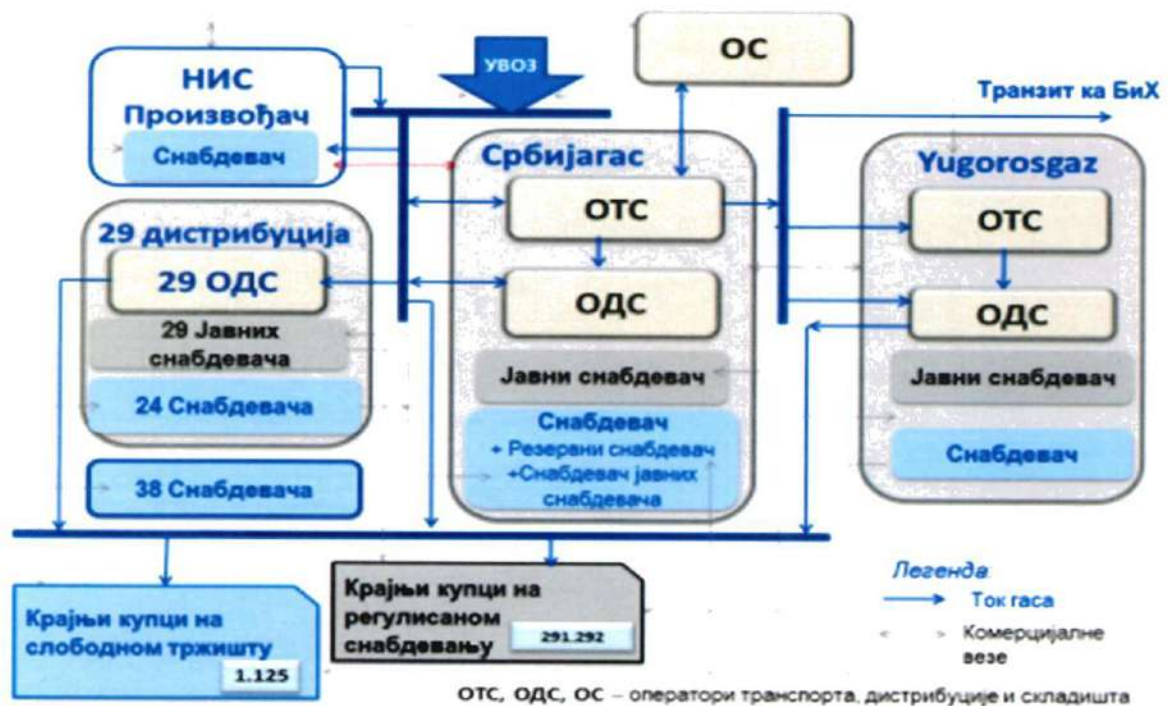 НИС
Произвођач
Снабдевач
УВОЗ
ОС
Транзит ка БиХ
29 дистрибуција
29 ОДС
29 Јавних
снабдевача
24 Снабдевача
38 Снабдевача
Србијагас
ОТС
ОДС
Јавни снабдевач
Снабдевач
+ Резервни снабдевач
+Снабдевач јавних
снабдевача
Yugorosgaz
ОТС
ОДС
Јавни снабдевач
Снабдевач
Крајњи купци на
слободном тржишту
1.125
Крајњи купци на
регулисаном
снабдевању
291.292
Легенда
Ток гаса
Комерцијалне
везе
ОТС, ОДС, ОС – оператори транспорта, дистрибуције и складишта